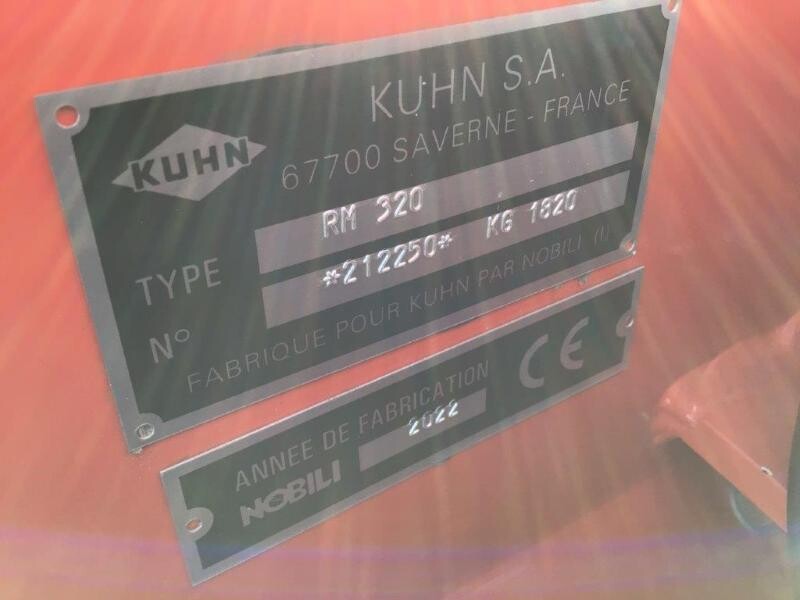 KUHN
KUHN S.A.
67700 SAVERNE - FRANCE
TYPE RM 320
N° *212250* KG 1820
FABRIQUE POUR KUHN PAR NOBILI (I)
ANNEE DE FABRICATION 2022
NOBILI
CE